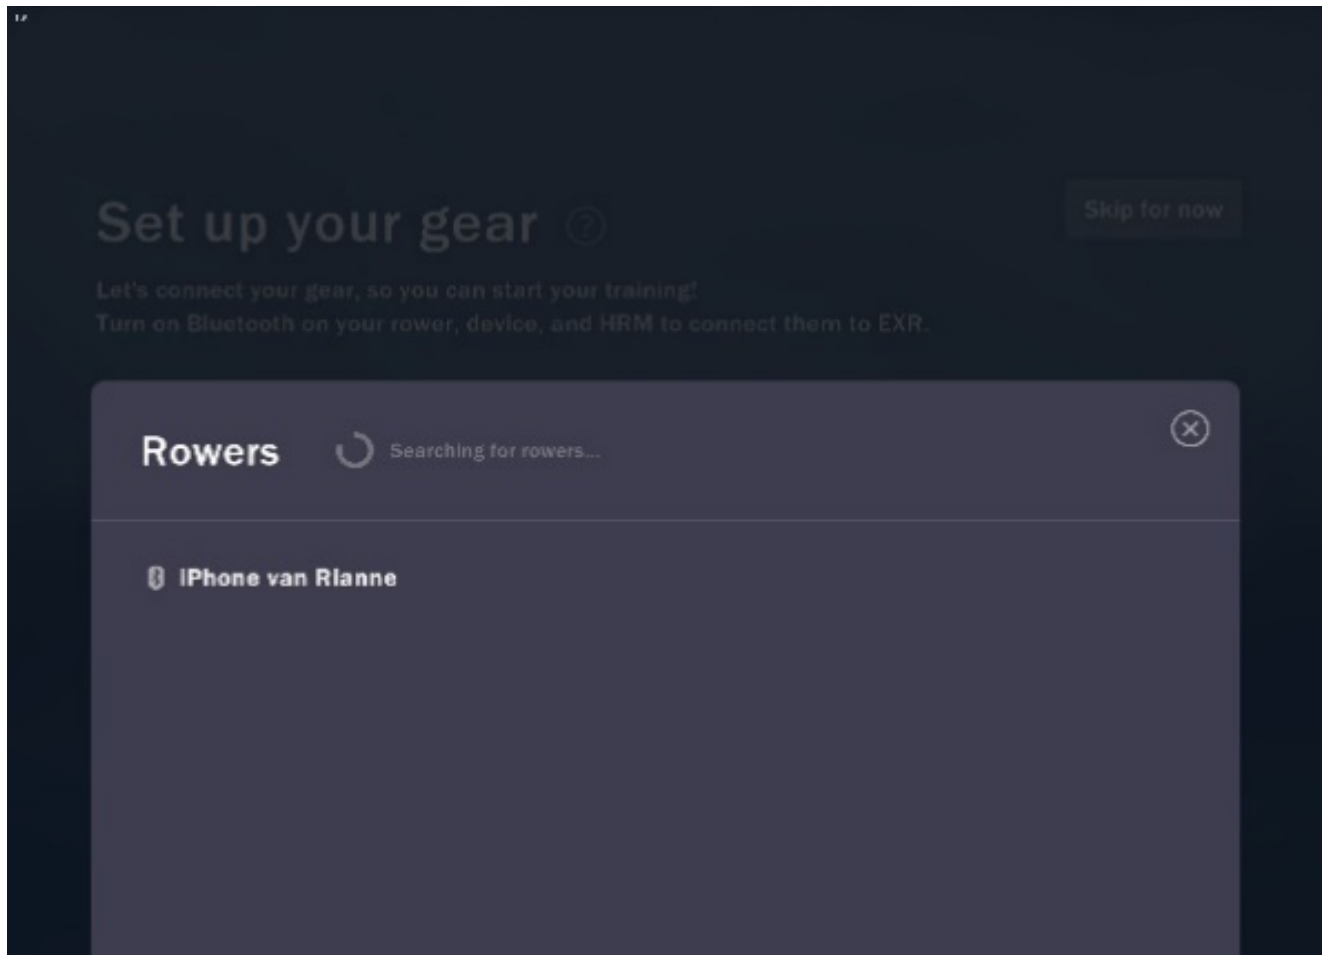 Set up your gear ?
Skip for now
Let's connect your gear, so you can start your training!
Turn on Bluetooth on your rower, device, and HRM to connect them to EXR.
Rowers
Searching for rowers...
iPhone van Rianne